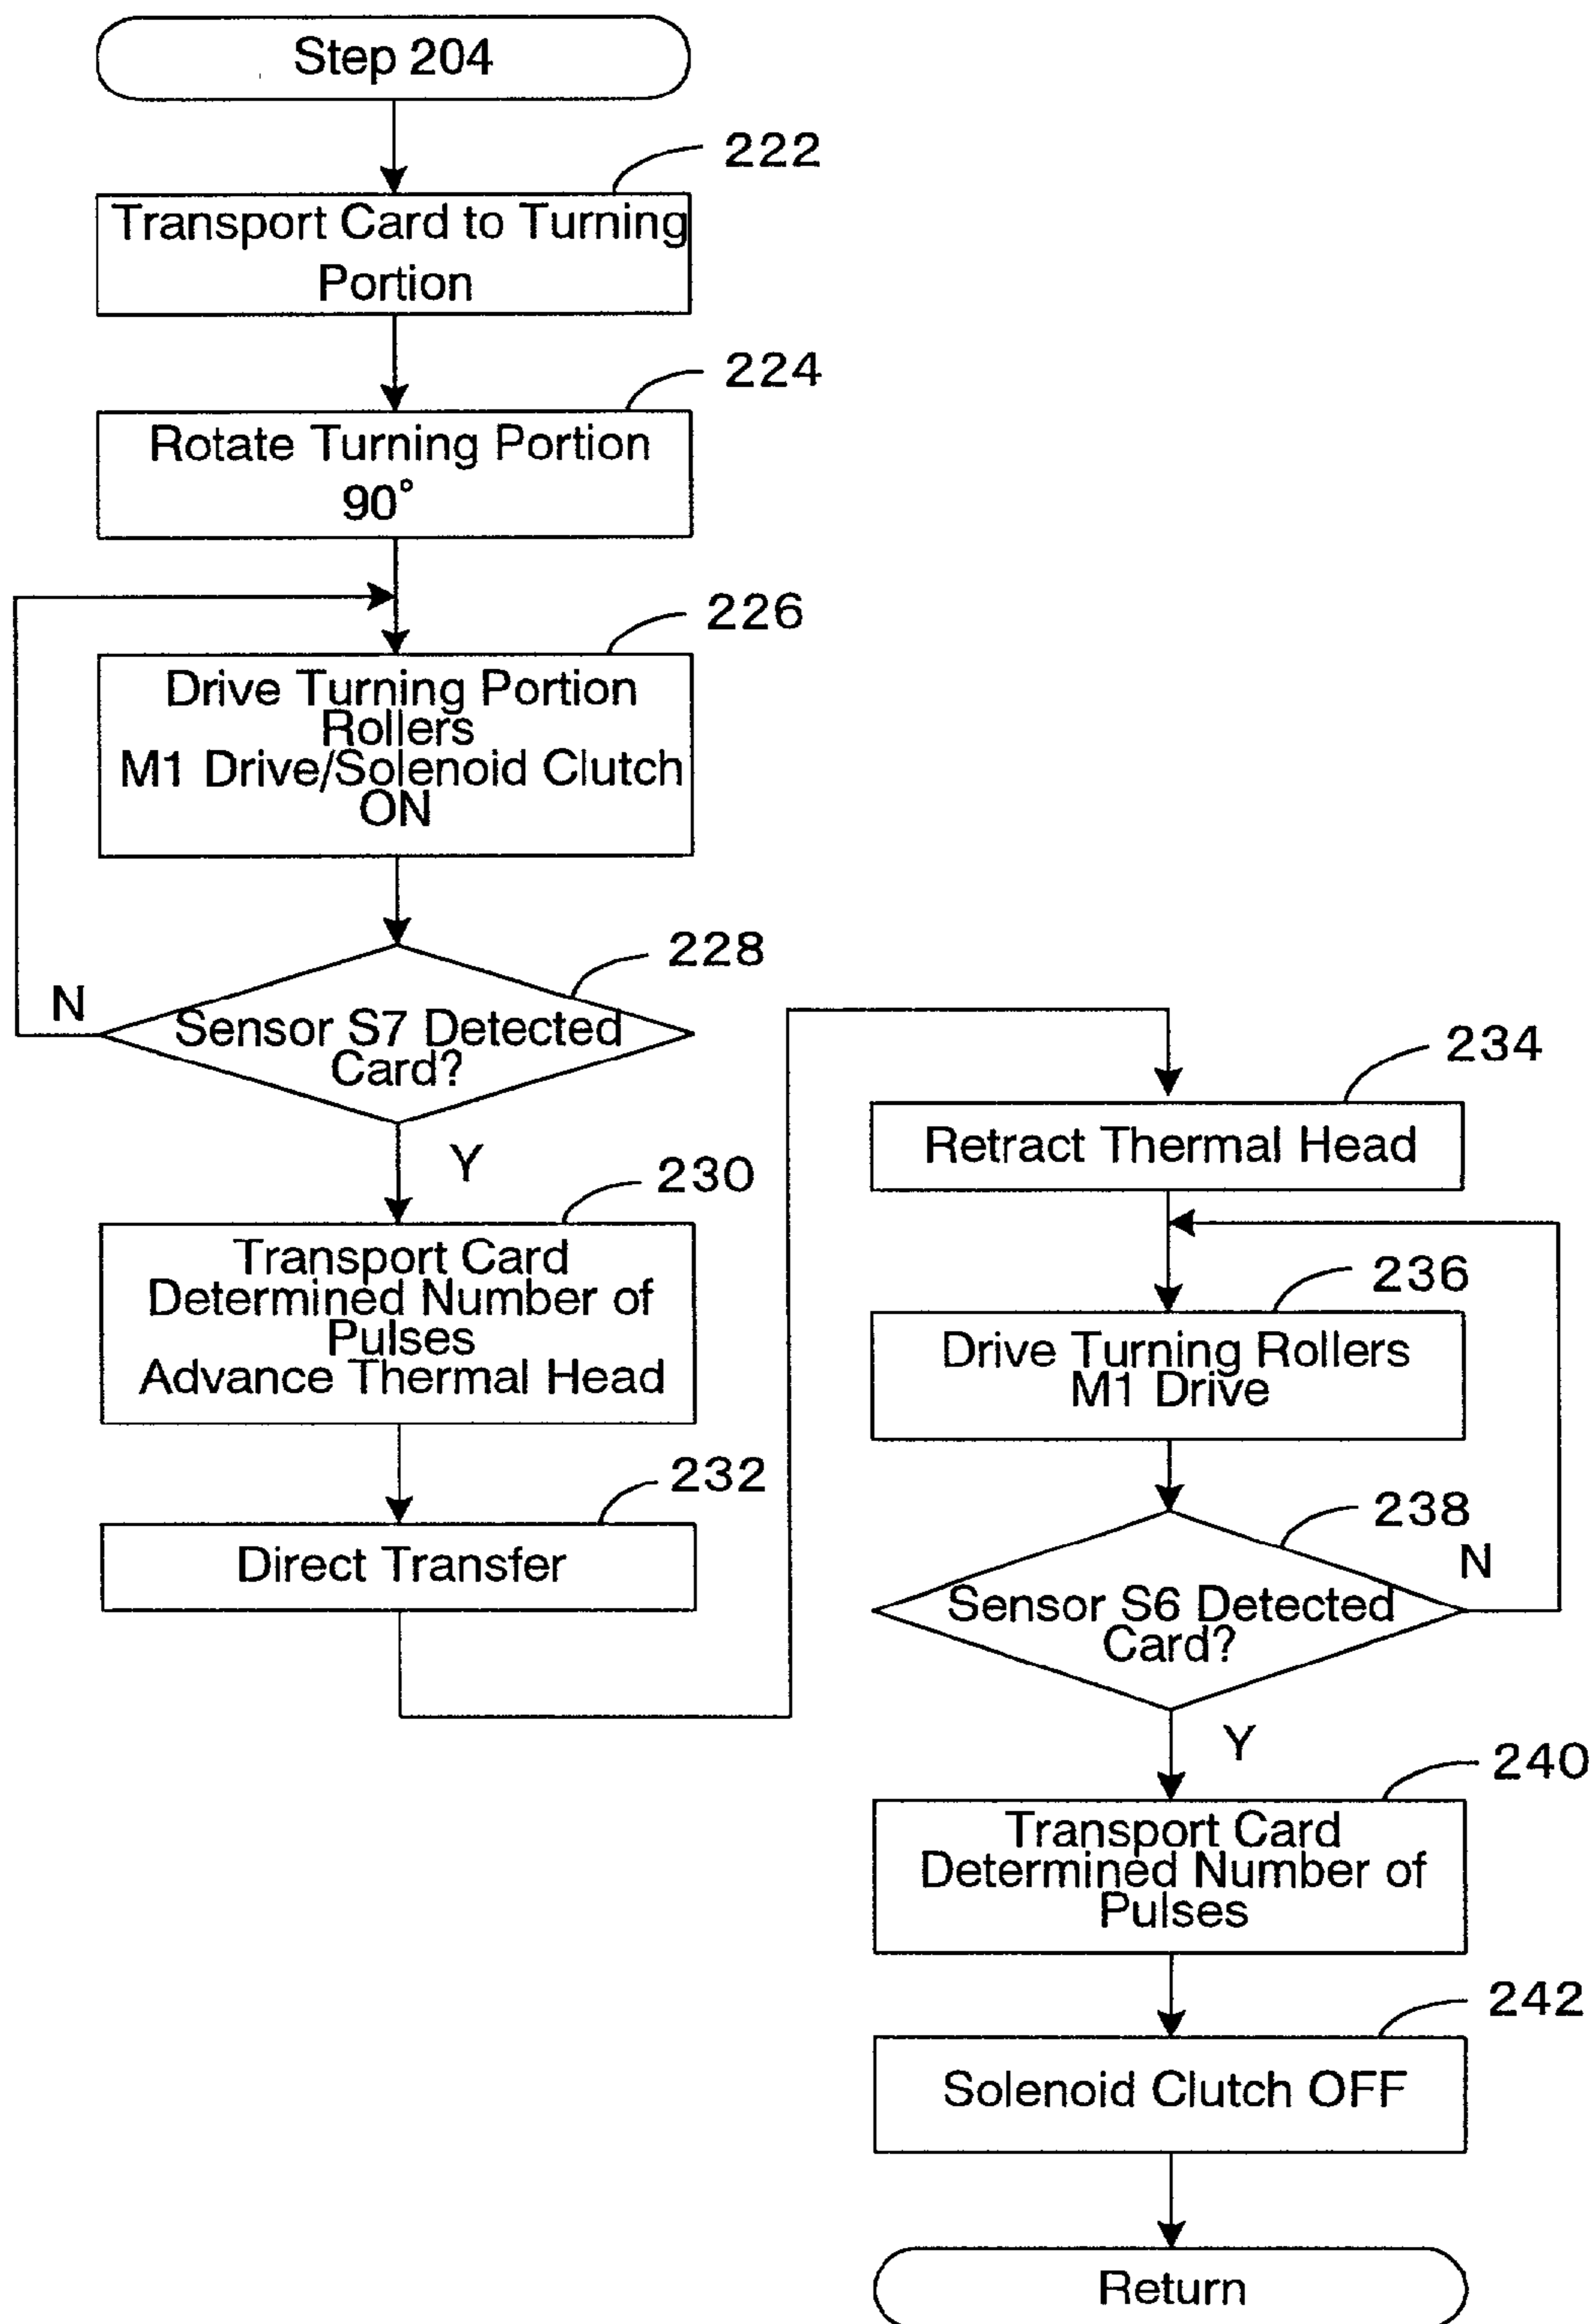 Step 204
222
Transport Card to Turning
Portion
224
Rotate Turning Portion
90°
226
Drive Turning Portion
Rollers
M1 Drive/Solenoid Clutch
ON
228
N
Sensor S7 Detected
Card?
Y
230
Transport Card
Determined Number of
Pulses
Advance Thermal Head
232
Direct Transfer
234
Retract Thermal Head
236
Drive Turning Rollers
M1 Drive
238
N
Sensor S6 Detected
Card?
Y
240
Transport Card
Determined Number of
Pulses
242
Solenoid Clutch OFF
Return